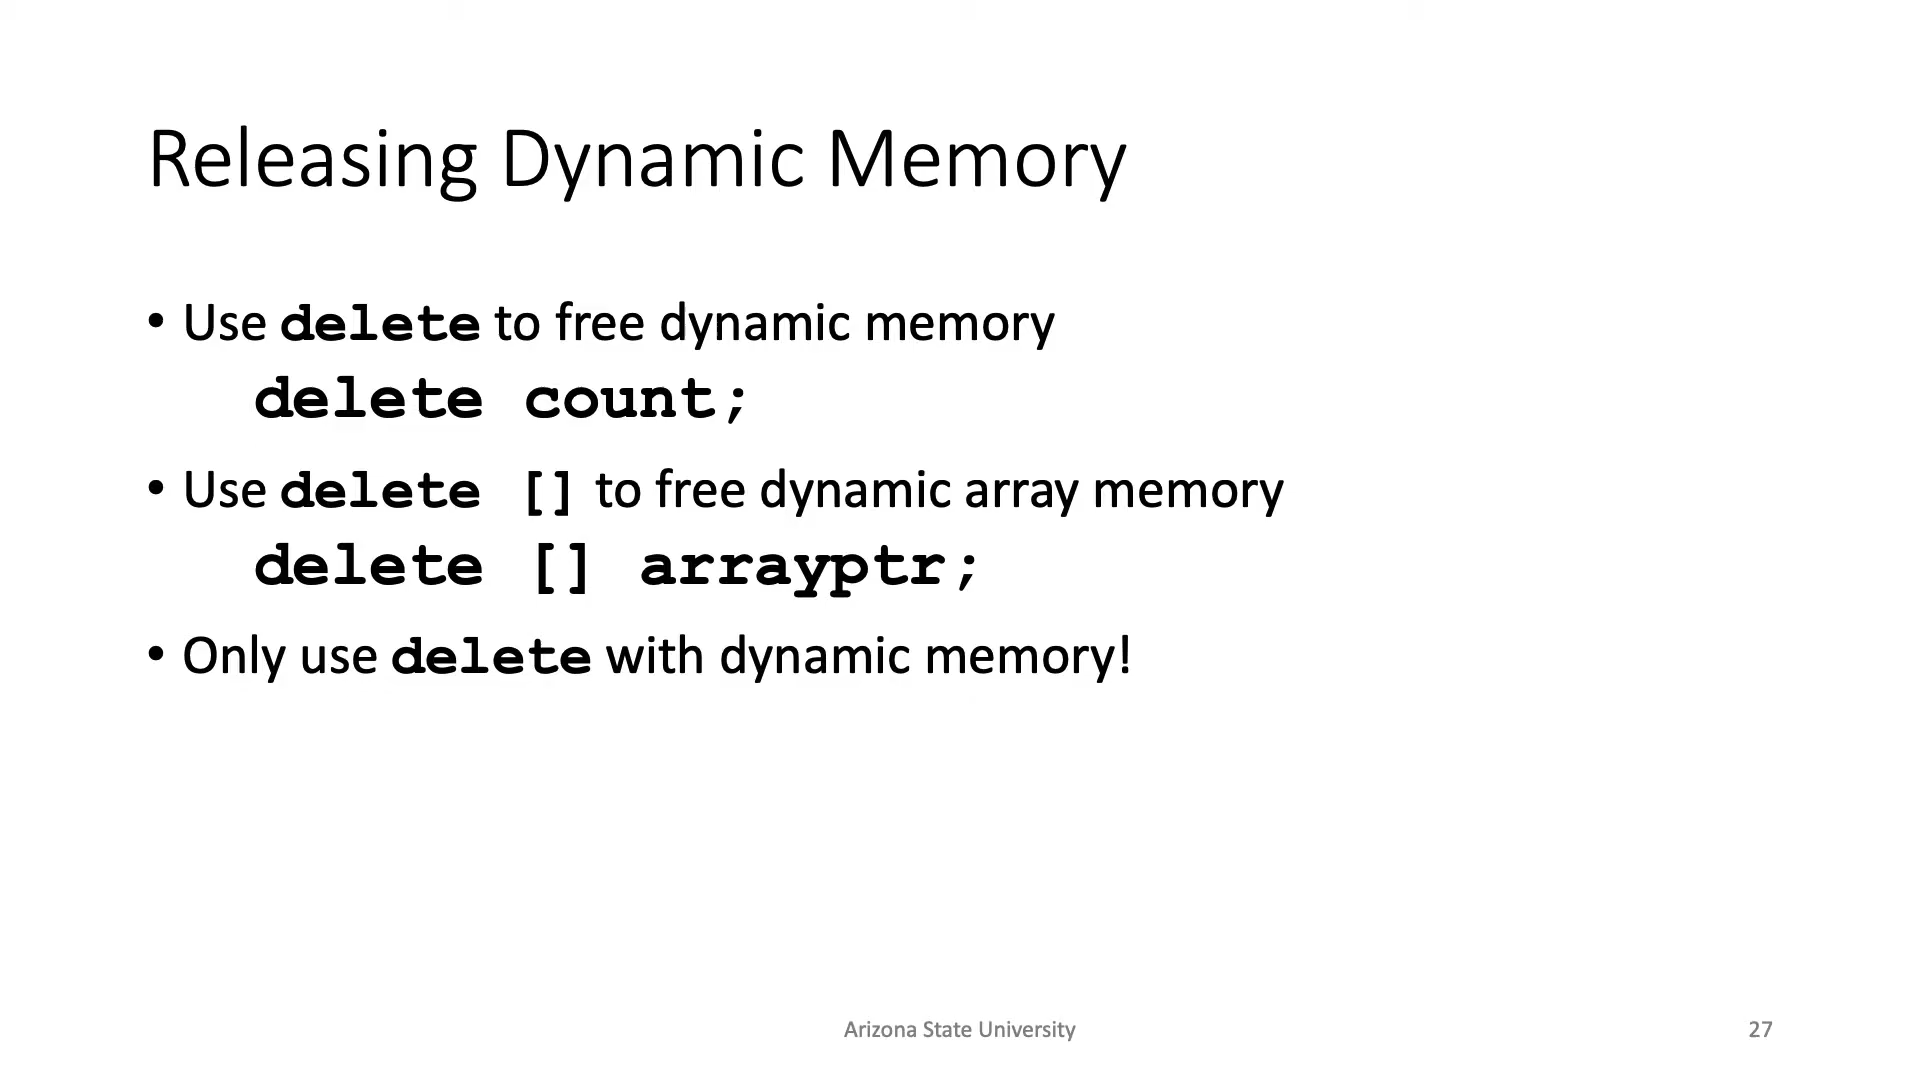 Releasing Dynamic Memory
• Use delete to free dynamic memory
delete count;
• Use delete [] to free dynamic array memory
delete [] arrayptr;
• Only use delete with dynamic memory!
Arizona State University
27